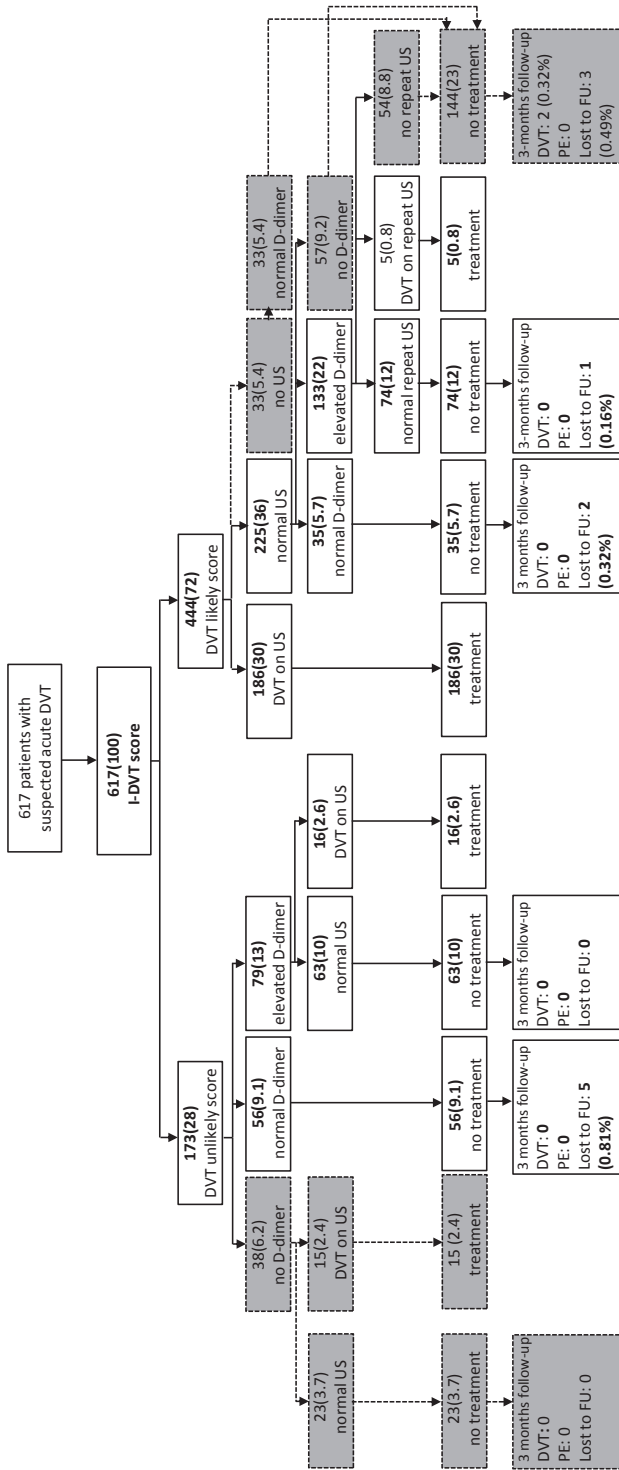 617 patients with
suspected acute DVT
617(100)
I-DVT score
173(28)
DVT unlikely score
444(72)
DVT likely score
38(6.2)
no D-dimer
56(9.1)
normal D-dimer
79(13)
elevated D-dimer
186(30)
DVT on US
225(36)
normal US
33(5.4)
no US
33(5.4)
normal D-dimer
23(3.7)
normal US
15(2.4)
DVT on US
63(10)
normal US
16(2.6)
DVT on US
35(5.7)
normal D-dimer
133(22)
elevated D-dimer
57(9.2)
no D-dimer
74(12)
normal repeat US
5(0.8)
DVT on repeat US
54(8.8)
no repeat US
23(3.7)
no treatment
15 (2.4)
treatment
56(9.1)
no treatment
63(10)
no treatment
16(2.6)
treatment
186(30)
treatment
35(5.7)
no treatment
74(12)
no treatment
5(0.8)
treatment
144(23)
no treatment
3 months follow-up
DVT: 0
PE: 0
Lost to FU: 0
3 months follow-up
DVT: 0
PE: 0
Lost to FU: 5
(0.81%)
3 months follow-up
DVT: 0
PE: 0
Lost to FU: 0
3 months follow-up
DVT: 0
PE: 0
Lost to FU: 2
(0.32%)
3-months follow-up
DVT: 0
PE: 0
Lost to FU: 1
(0.16%)
3-months follow-up
DVT: 2 (0.32%)
PE: 0
Lost to FU: 3
(0.49%)